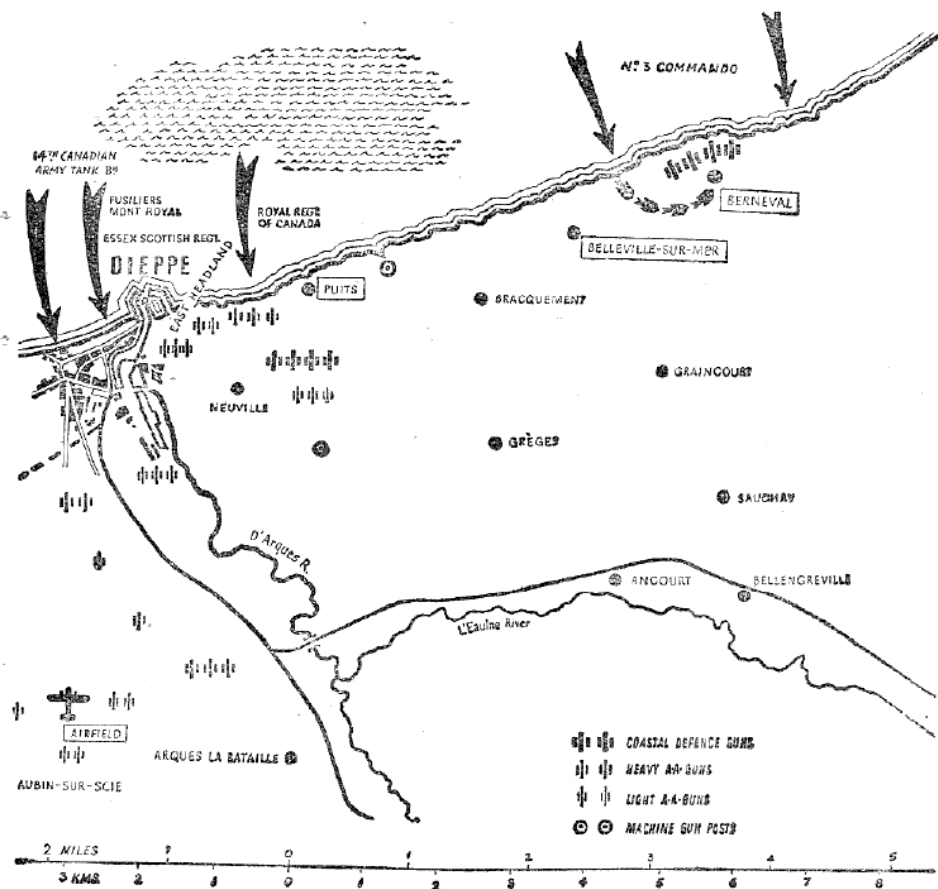 Nº 3 COMMANDO
14TH CANADIAN
ARMY TANK BN
FUSILIERS
MONT ROYAL
ROYAL REGT
OF CANADA
ESSEX SCOTTISH REGT.
DIEPPE
EAST HEADLAND
BERNEVAL
BELLEVILLE-SUR-MER
PUITS
BRACQUEMENT
GRAINCOURT
NEUVILLE
GRÈGES
SAUCHAY
D'Arques R.
ANCOURT
BELLENGREVILLE
L'Eaulne River
AIRFIELD
ARQUES LA BATAILLE
AUBIN-SUR-SCIE
COASTAL DEFENCE GUNS
HEAVY A-A-GUNS
LIGHT A-A-GUNS
MACHINE GUN POSTS
2 MILES 1 0 1 2 3 4 5
3 KMS. 2 1 0 1 2 3 4 5 6 7 8